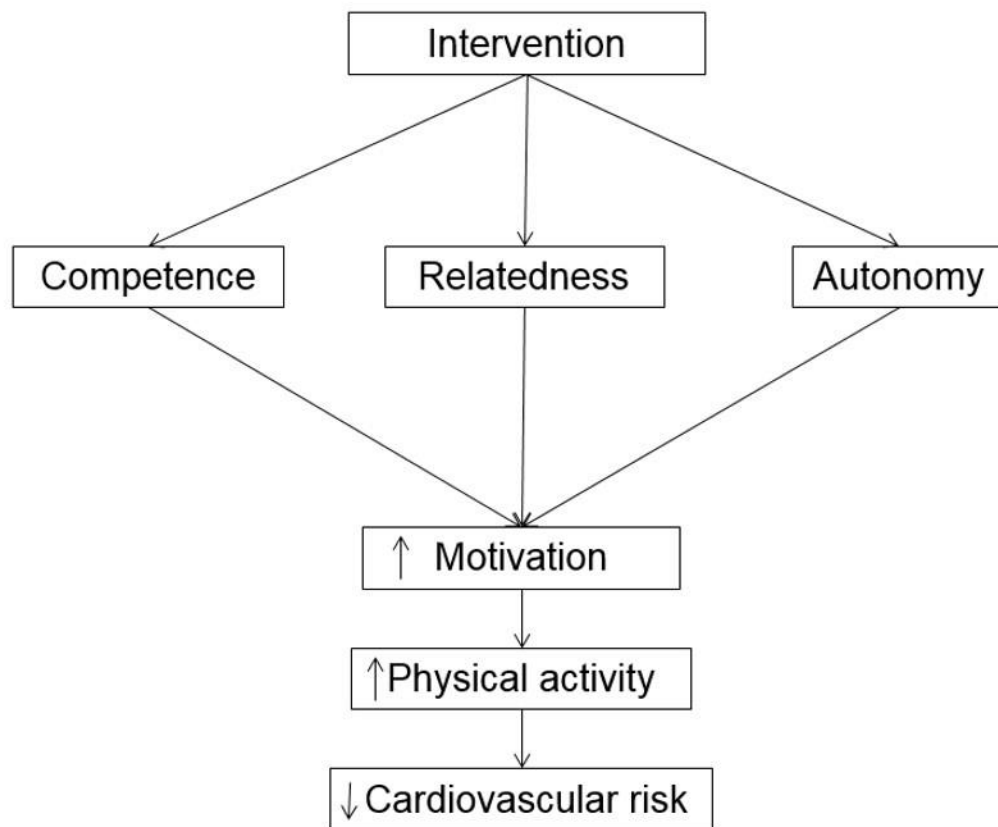 Intervention
Competence
Relatedness
Autonomy
↑ Motivation
↑ Physical activity
↓ Cardiovascular risk